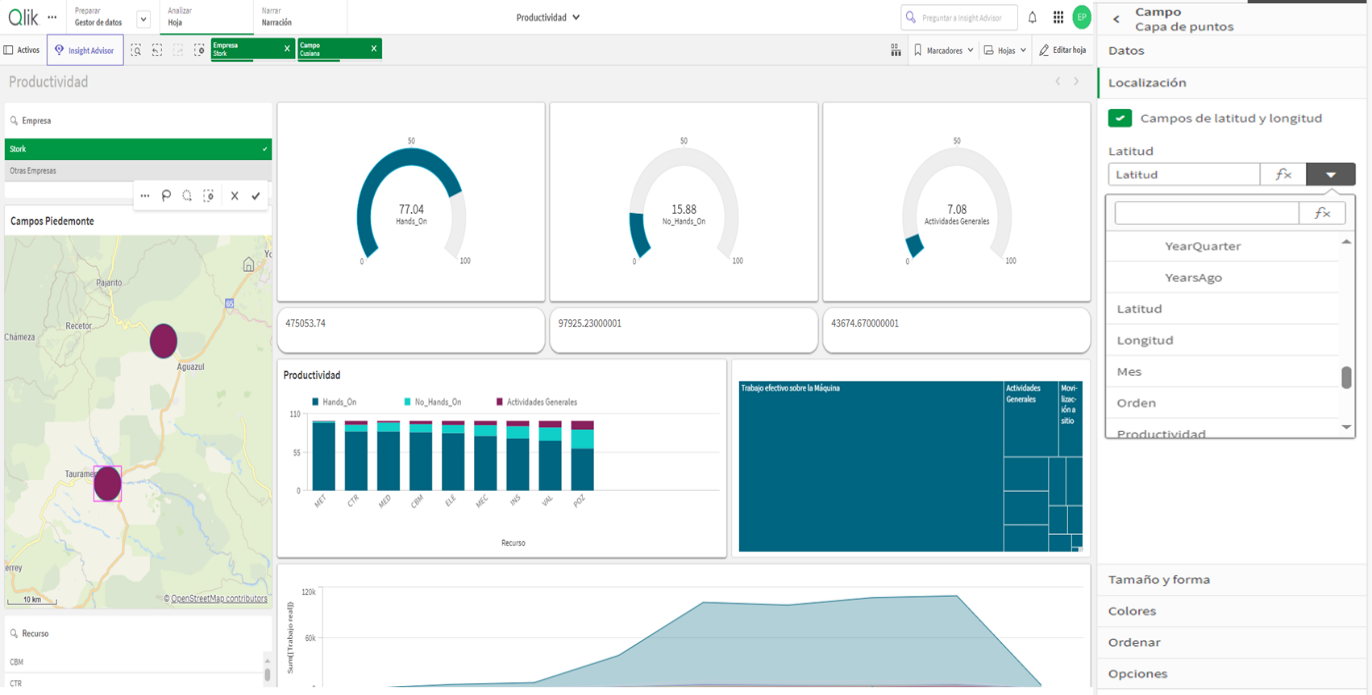 Qlik
Preparar
Gestor de datos
Analizar
Hoja
Narrar
Narración
Productividad
Preguntar a Insight Advisor
EP
Activos
Insight Advisor
Empresa
Stork
Campo
Cusiana
Marcadores
Hojas
Editar hoja
Productividad
Empresa
Stork
Otras Empresas
Campos Piedemonte
Pajarito
Recetor
Chámeza
Aguazul
65
10 km
© OpenStreetMap contributors
Recurso
CBM
CTR
50
77.04
Hands_On
0
100
50
15.88
No_Hands_On
0
100
50
7.08
Actividades Generales
0
100
475053.74
97925.23000001
43674.670000001
Productividad
Hands_On
No_Hands_On
Actividades Generales
110
55
0
MET
CTR
MED
CBM
ELE
MEC
INS
VAL
POZ
Recurso
Trabajo efectivo sobre la Máquina
Actividades
Generales
Movi-
lizac-
ión a
sitio
120k
60k
Sum([Trabajo real])
Campo
Capa de puntos
Datos
Localización
Campos de latitud y longitud
Latitud
Latitud
fx
fx
YearQuarter
YearsAgo
Latitud
Longitud
Mes
Orden
Productividad
Tamaño y forma
Colores
Ordenar
Opciones